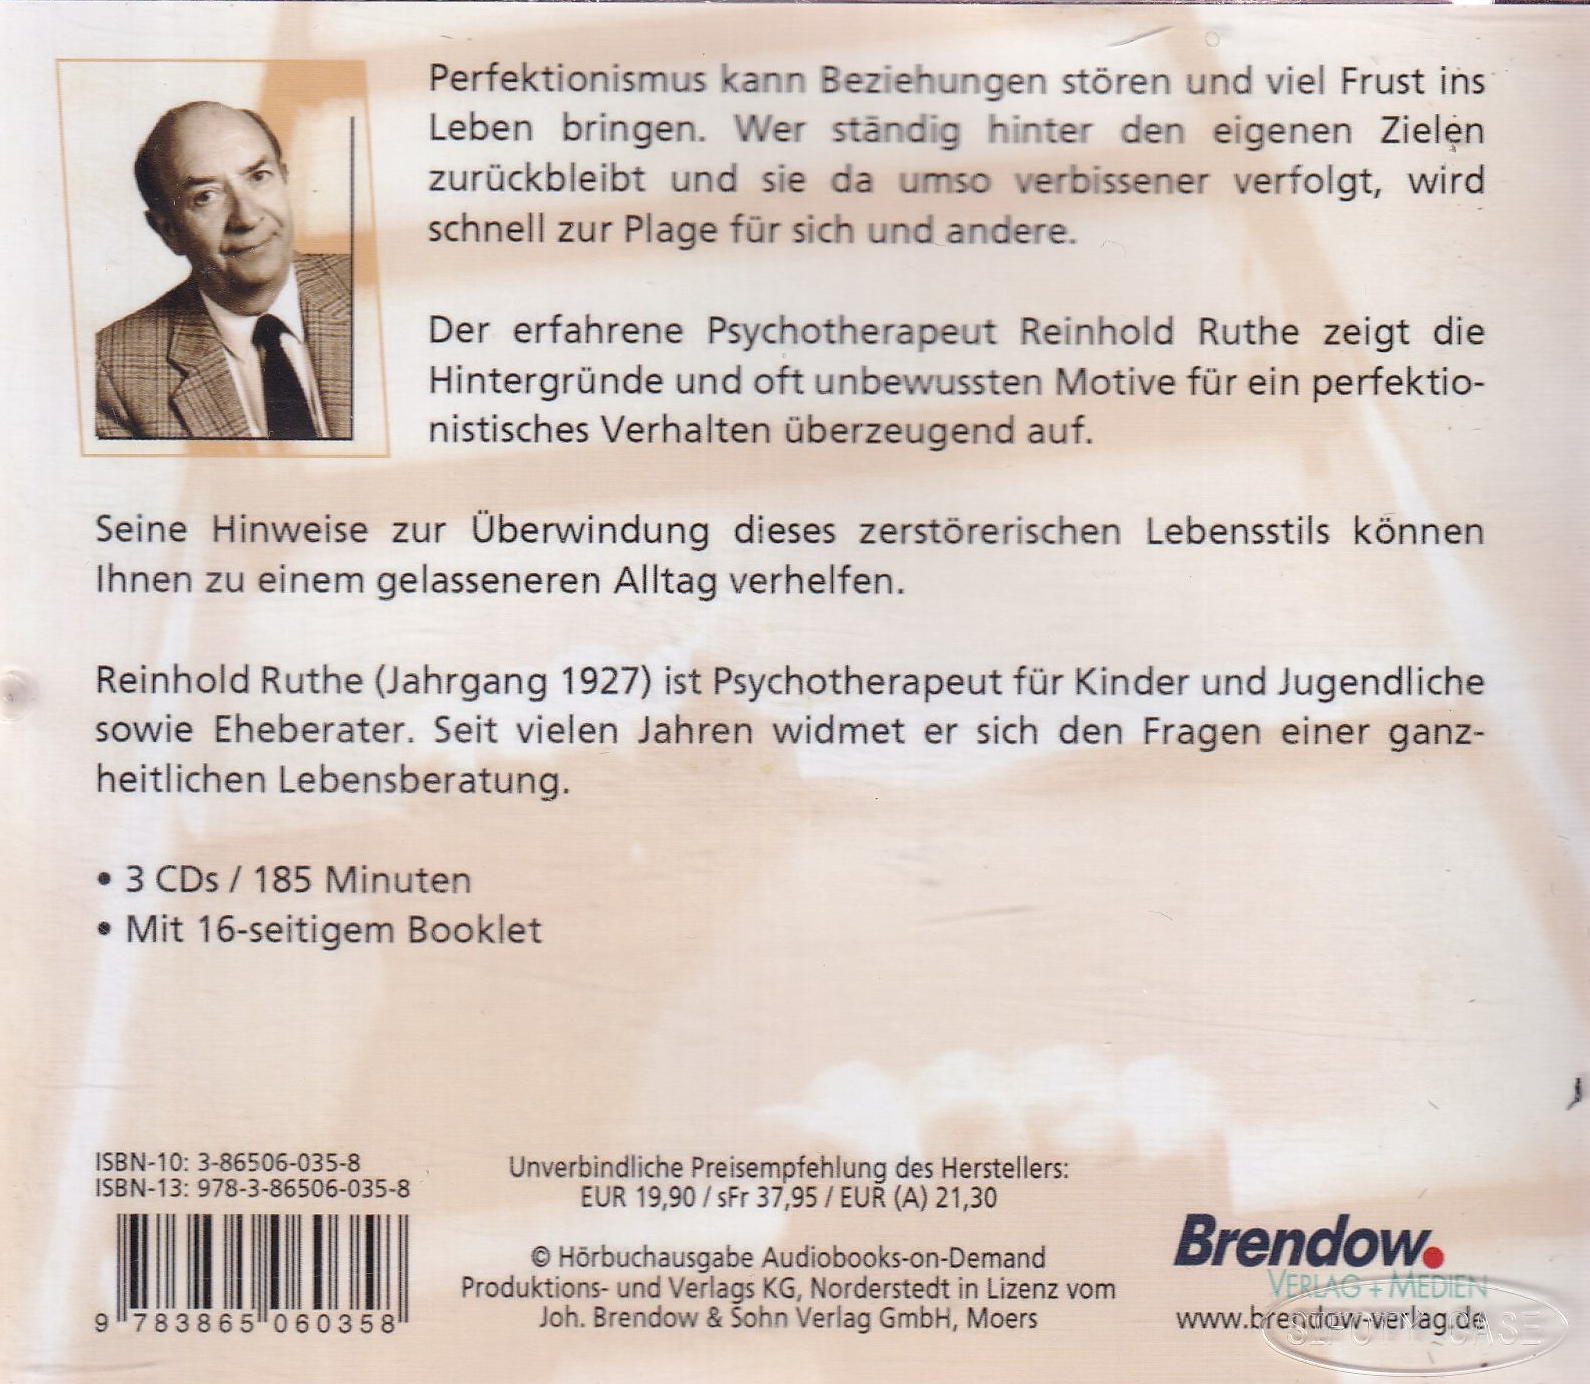 Perfektionismus kann Beziehungen stören und viel Frust ins
Leben bringen. Wer ständig hinter den eigenen Zielen
zurückbleibt und sie da umso verbissener verfolgt, wird
schnell zur Plage für sich und andere.
Der erfahrene Psychotherapeut Reinhold Ruthe zeigt die
Hintergründe und oft unbewussten Motive für ein perfektio-
nistisches Verhalten überzeugend auf.
Seine Hinweise zur Überwindung dieses zerstörerischen Lebensstils können
Ihnen zu einem gelasseneren Alltag verhelfen.
Reinhold Ruthe (Jahrgang 1927) ist Psychotherapeut für Kinder und Jugendliche
sowie Eheberater. Seit vielen Jahren widmet er sich den Fragen einer ganz-
heitlichen Lebensberatung.
• 3 CDs / 185 Minuten
• Mit 16-seitigem Booklet
ISBN-10: 3-86506-035-8
ISBN-13: 978-3-86506-035-8
9 783865 060358
Unverbindliche Preisempfehlung des Herstellers:
EUR 19,90 / sFr 37,95 / EUR (A) 21,30
© Hörbuchausgabe Audiobooks-on-Demand
Produktions- und Verlags KG, Norderstedt in Lizenz vom
Joh. Brendow & Sohn Verlag GmbH, Moers
Brendow.
VERLAG + MEDIEN
www.brendow-verlag.de
CASE